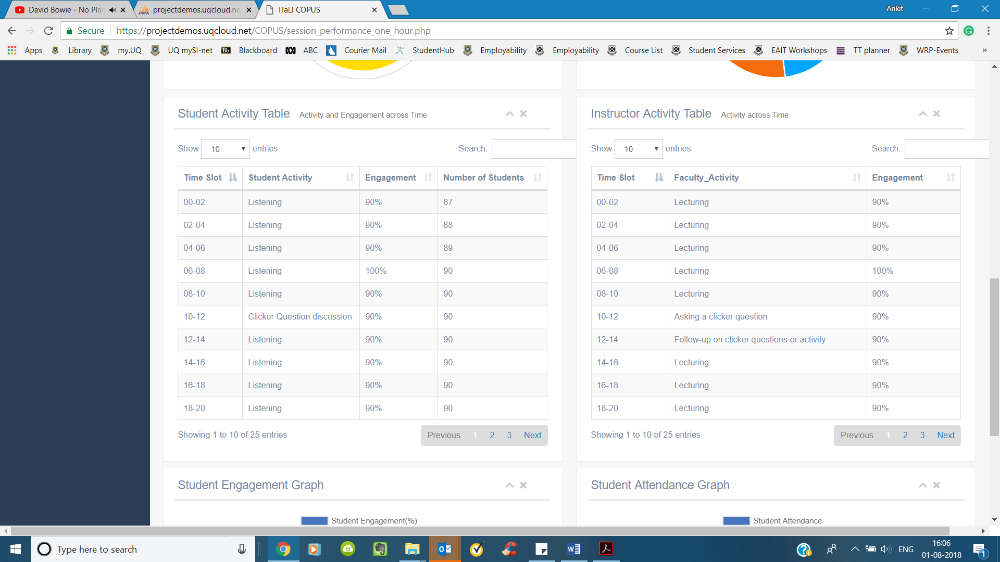 David Bowie - No Plan
projectdemos.uqcloud.ne
ITaLI COPUS
Ankit
Secure https://projectdemos.uqcloud.net/COPUS/session_performance_one_hour.php
Apps Library my.UQ UQ mySI-net Blackboard ABC Courier Mail StudentHub Employability Employability Course List Student Services EAIT Workshops TT planner WRP-Events »
Student Activity Table Activity and Engagement across Time
Show 10 entries Search:
Time Slot Student Activity Engagement Number of Students
00-02 Listening 90% 87
02-04 Listening 90% 88
04-06 Listening 90% 89
06-08 Listening 100% 90
08-10 Listening 90% 90
10-12 Clicker Question discussion 90% 90
12-14 Listening 90% 90
14-16 Listening 90% 90
16-18 Listening 90% 90
18-20 Listening 90% 90
Showing 1 to 10 of 25 entries Previous 1 2 3 Next
Instructor Activity Table Activity across Time
Show 10 entries Search:
Time Slot Faculty_Activity Engagement
00-02 Lecturing 90%
02-04 Lecturing 90%
04-06 Lecturing 90%
06-08 Lecturing 100%
08-10 Lecturing 90%
10-12 Asking a clicker question 90%
12-14 Follow-up on clicker questions or activity 90%
14-16 Lecturing 90%
16-18 Lecturing 90%
18-20 Lecturing 90%
Showing 1 to 10 of 25 entries Previous 1 2 3 Next
Student Engagement Graph
Student Engagement(%)
Student Attendance Graph
Student Attendance
Type here to search
ENG
16:06
01-08-2018
1